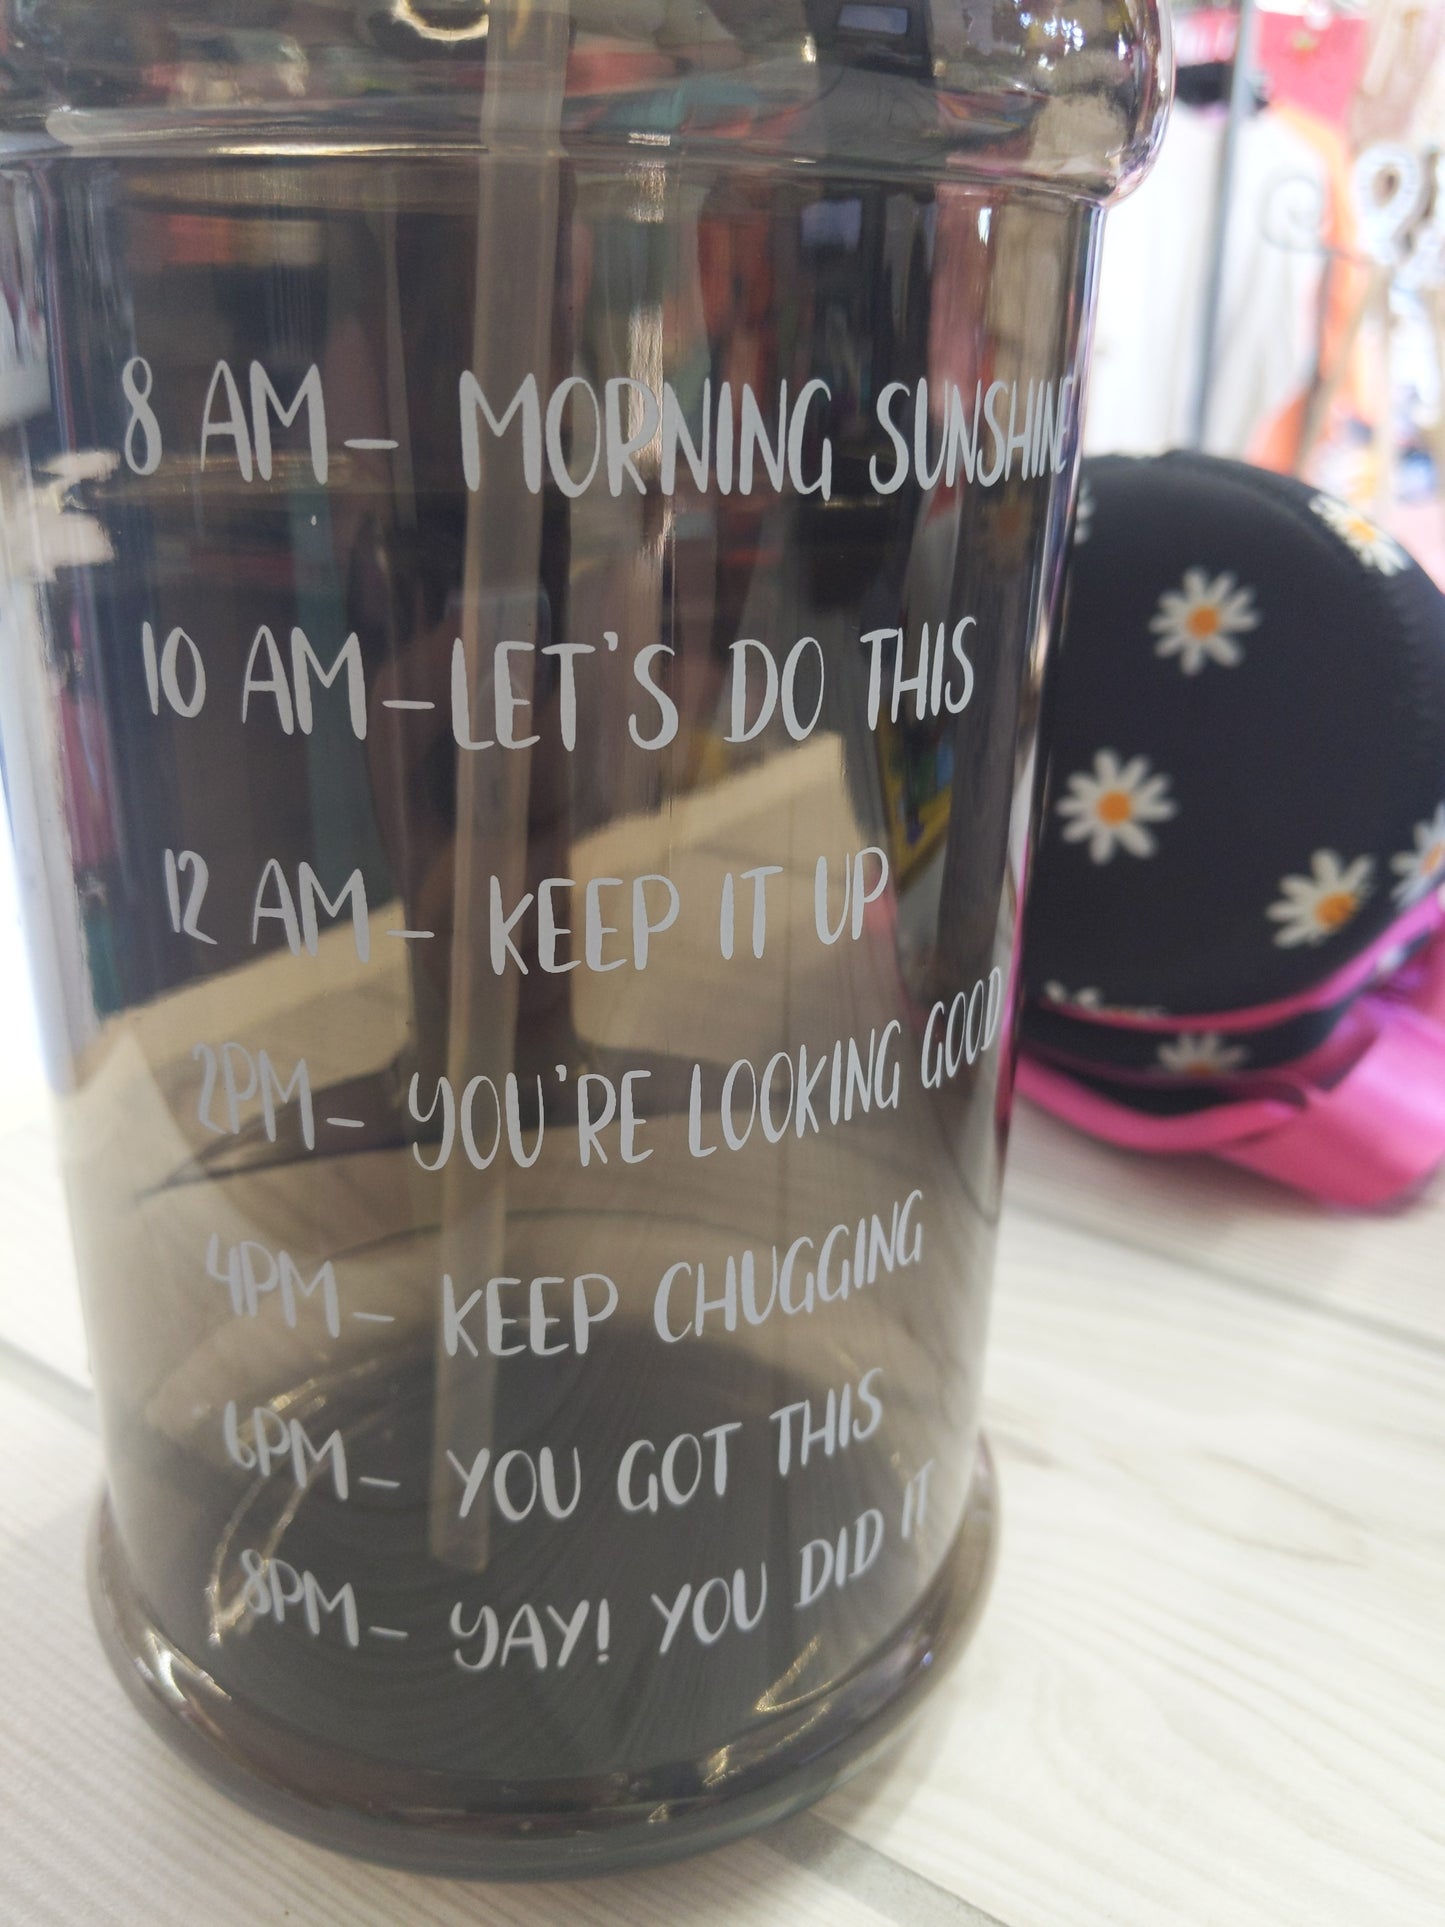 8 AM - MORNING SUNSHINE
10 AM - LET'S DO THIS
12 AM - KEEP IT UP
2PM - YOU'RE LOOKING GOOD
4PM - KEEP CHUGGING
6PM - YOU GOT THIS
8PM - YAY! YOU DID IT